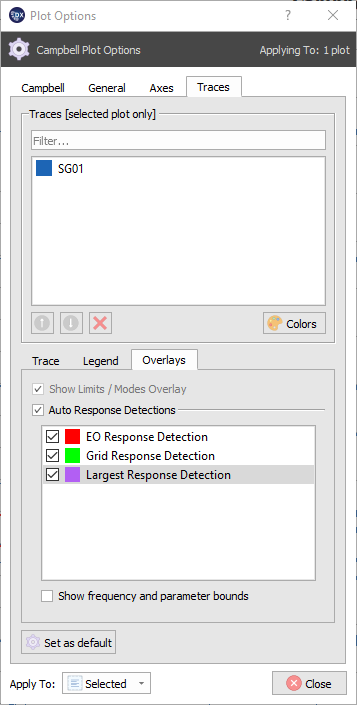 DX
Plot Options
?
Campbell Plot Options
Applying To: 1 plot
Campbell
General
Axes
Traces
Traces [selected plot only]
Filter...
SG01
Colors
Trace
Legend
Overlays
Show Limits / Modes Overlay
Auto Response Detections
EO Response Detection
Grid Response Detection
Largest Response Detection
Show frequency and parameter bounds
Set as default
Apply To:
Selected
Close